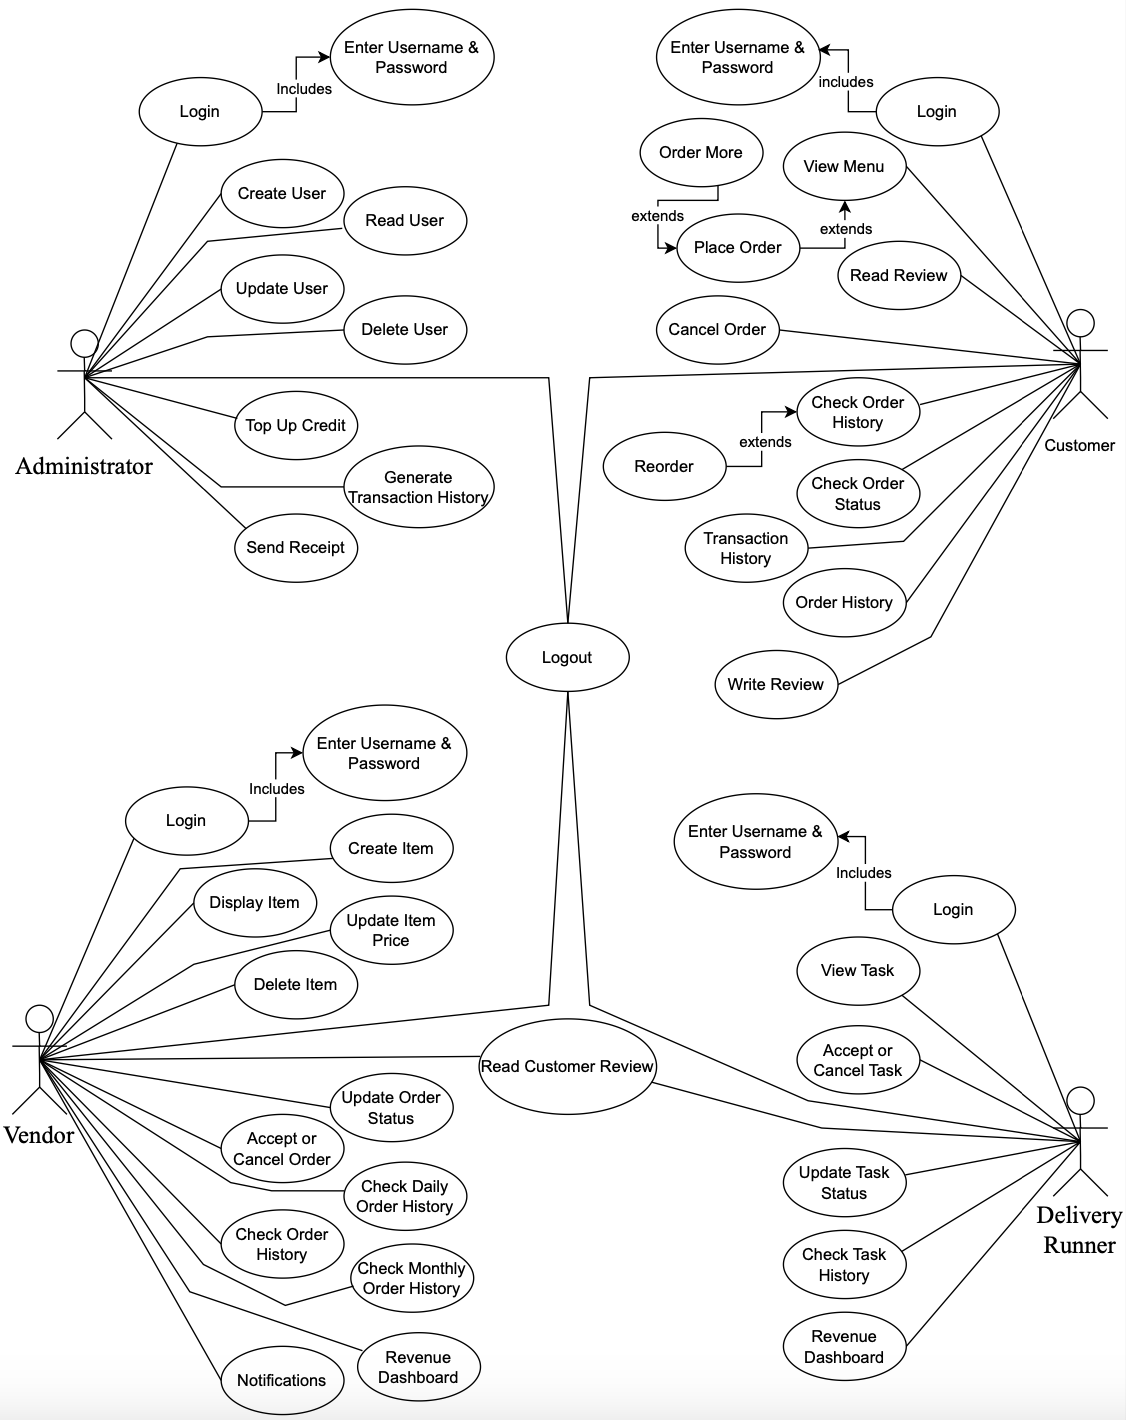 Enter Username &
Password
Includes
Login
Create User
Read User
Update User
Delete User
Administrator
Top Up Credit
Generate
Transaction History
Send Receipt
Enter Username &
Password
includes
Login
Order More
View Menu
extends
Place Order
extends
Read Review
Cancel Order
Check Order
History
extends
Reorder
Customer
Check Order
Status
Transaction
History
Order History
Write Review
Logout
Enter Username &
Password
Includes
Login
Create Item
Display Item
Update Item
Price
Delete Item
Read Customer Review
Vendor
Update Order
Status
Accept or
Cancel Order
Check Daily
Order History
Check Order
History
Check Monthly
Order History
Revenue
Dashboard
Notifications
Enter Username &
Password
Includes
Login
View Task
Accept or
Cancel Task
Update Task
Status
Delivery
Runner
Check Task
History
Revenue
Dashboard